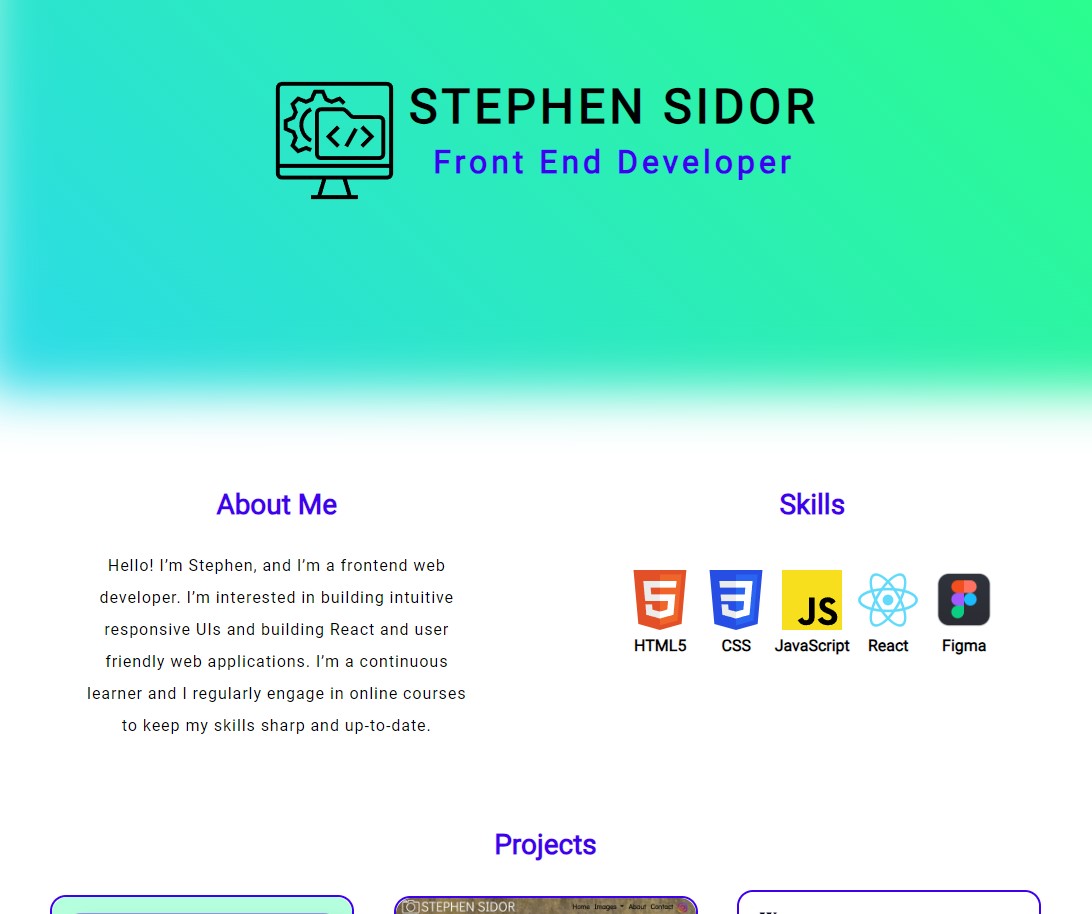 STEPHEN SIDOR
Front End Developer
About Me
Hello! I’m Stephen, and I’m a frontend web
developer. I’m interested in building intuitive
responsive UIs and building React and user
friendly web applications. I’m a continuous
learner and I regularly engage in online courses
to keep my skills sharp and up-to-date.
Skills
JS
HTML5 CSS JavaScript React Figma
Projects
STEPHEN SIDOR Home Images About Contact